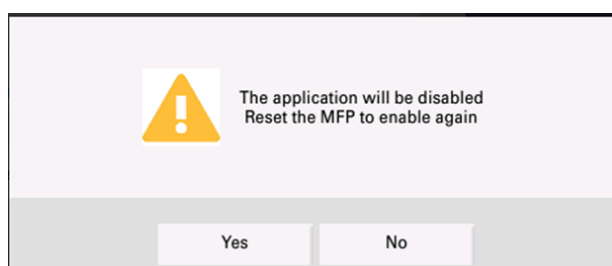 The application will be disabled
Reset the MFP to enable again
Yes
No